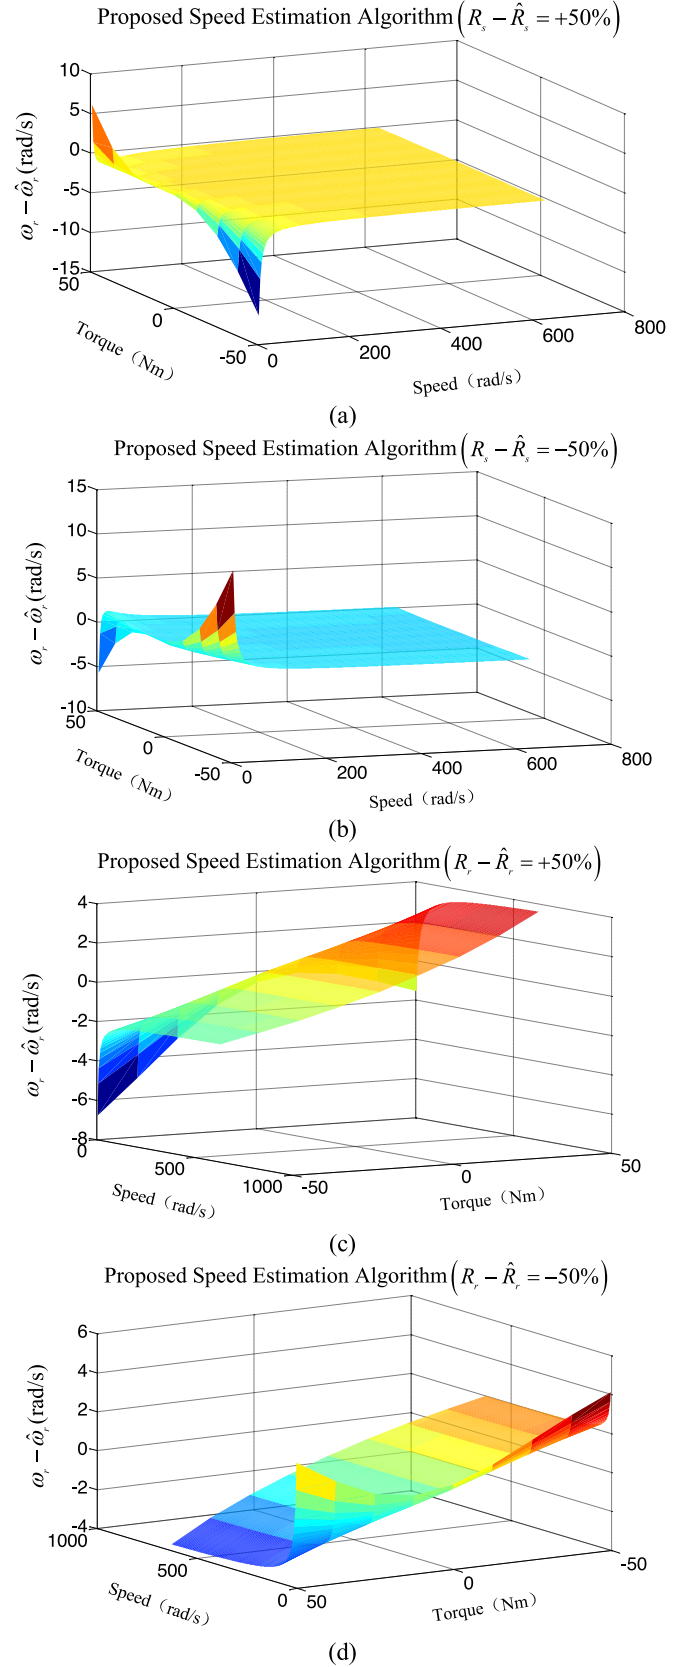 Proposed Speed Estimation Algorithm (R_s − R̂_s = +50%)
10
5
0
-5
-10
-15
ω_r − ω̂_r (rad/s)
50
0
-50
Torque（Nm）
0
200
400
600
800
Speed（rad/s）
(a)
Proposed Speed Estimation Algorithm (R_s − R̂_s = −50%)
15
10
5
0
-5
-10
ω_r − ω̂_r (rad/s)
50
0
-50
Torque（Nm）
0
200
400
600
800
Speed（rad/s）
(b)
Proposed Speed Estimation Algorithm (R_r − R̂_r = +50%)
4
2
0
-2
-4
-6
-8
ω_r − ω̂_r (rad/s)
0
500
1000
Speed（rad/s）
-50
0
50
Torque（Nm）
(c)
Proposed Speed Estimation Algorithm (R_r − R̂_r = −50%)
6
4
2
0
-2
-4
ω_r − ω̂_r (rad/s)
1000
500
0
Speed（rad/s）
50
0
-50
Torque（Nm）
(d)